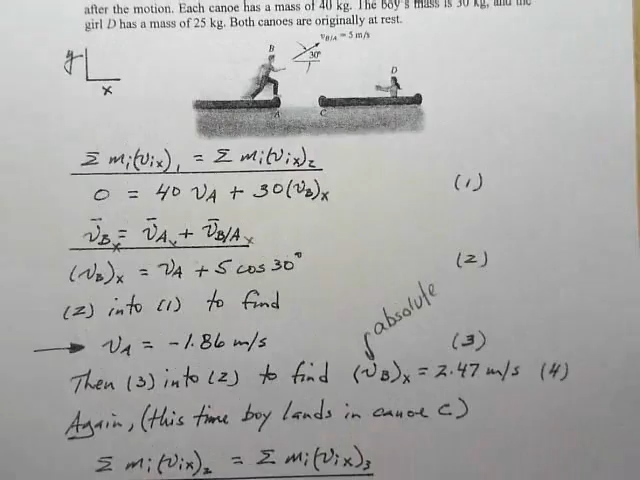 after the motion. Each canoe has a mass of 40 kg. The boy's mass is 30 kg, and the
girl D has a mass of 25 kg. Both canoes are originally at rest.
v_B/A = 5 m/s
30°
B
D
A
C
y
x
Σ mᵢ(vᵢₓ)₁ = Σ mᵢ(vᵢₓ)₂
0 = 40 v_A + 30(v_B)ₓ (1)
v̄_Bₓ = v̄_Aₓ + v̄_B/Aₓ
(v_B)ₓ = v_A + 5 cos 30° (2)
(2) into (1) to find
→ v_A = -1.86 m/s (3)
absolute
Then (3) into (2) to find (v_B)ₓ = 2.47 m/s (4)
Again, (this time boy lands in canoe C)
Σ mᵢ(vᵢₓ)₂ = Σ mᵢ(vᵢₓ)₃